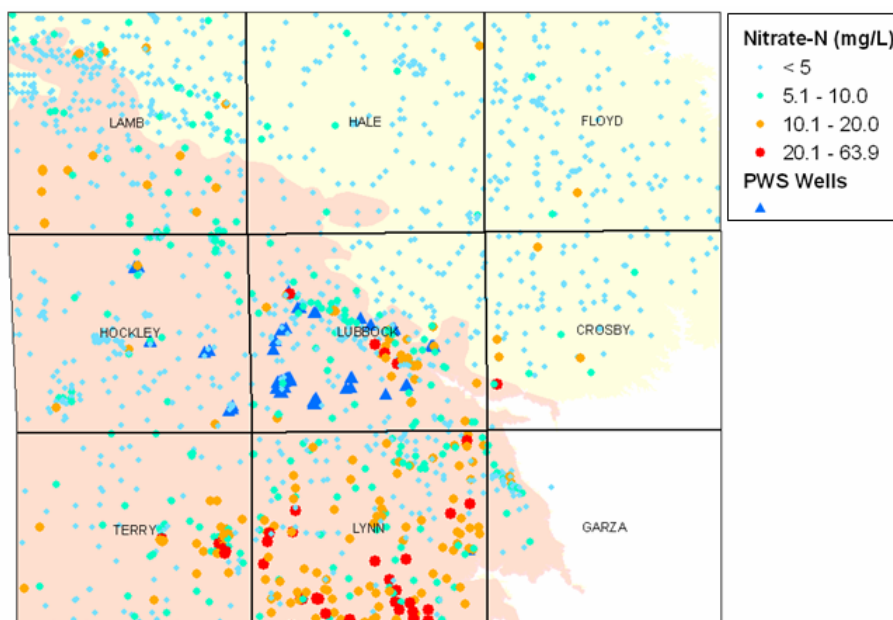 Nitrate-N (mg/L)
< 5
5.1 - 10.0
10.1 - 20.0
20.1 - 63.9
PWS Wells
LAMB
HALE
FLOYD
HOCKLEY
LUBBOCK
CROSBY
TERRY
LYNN
GARZA